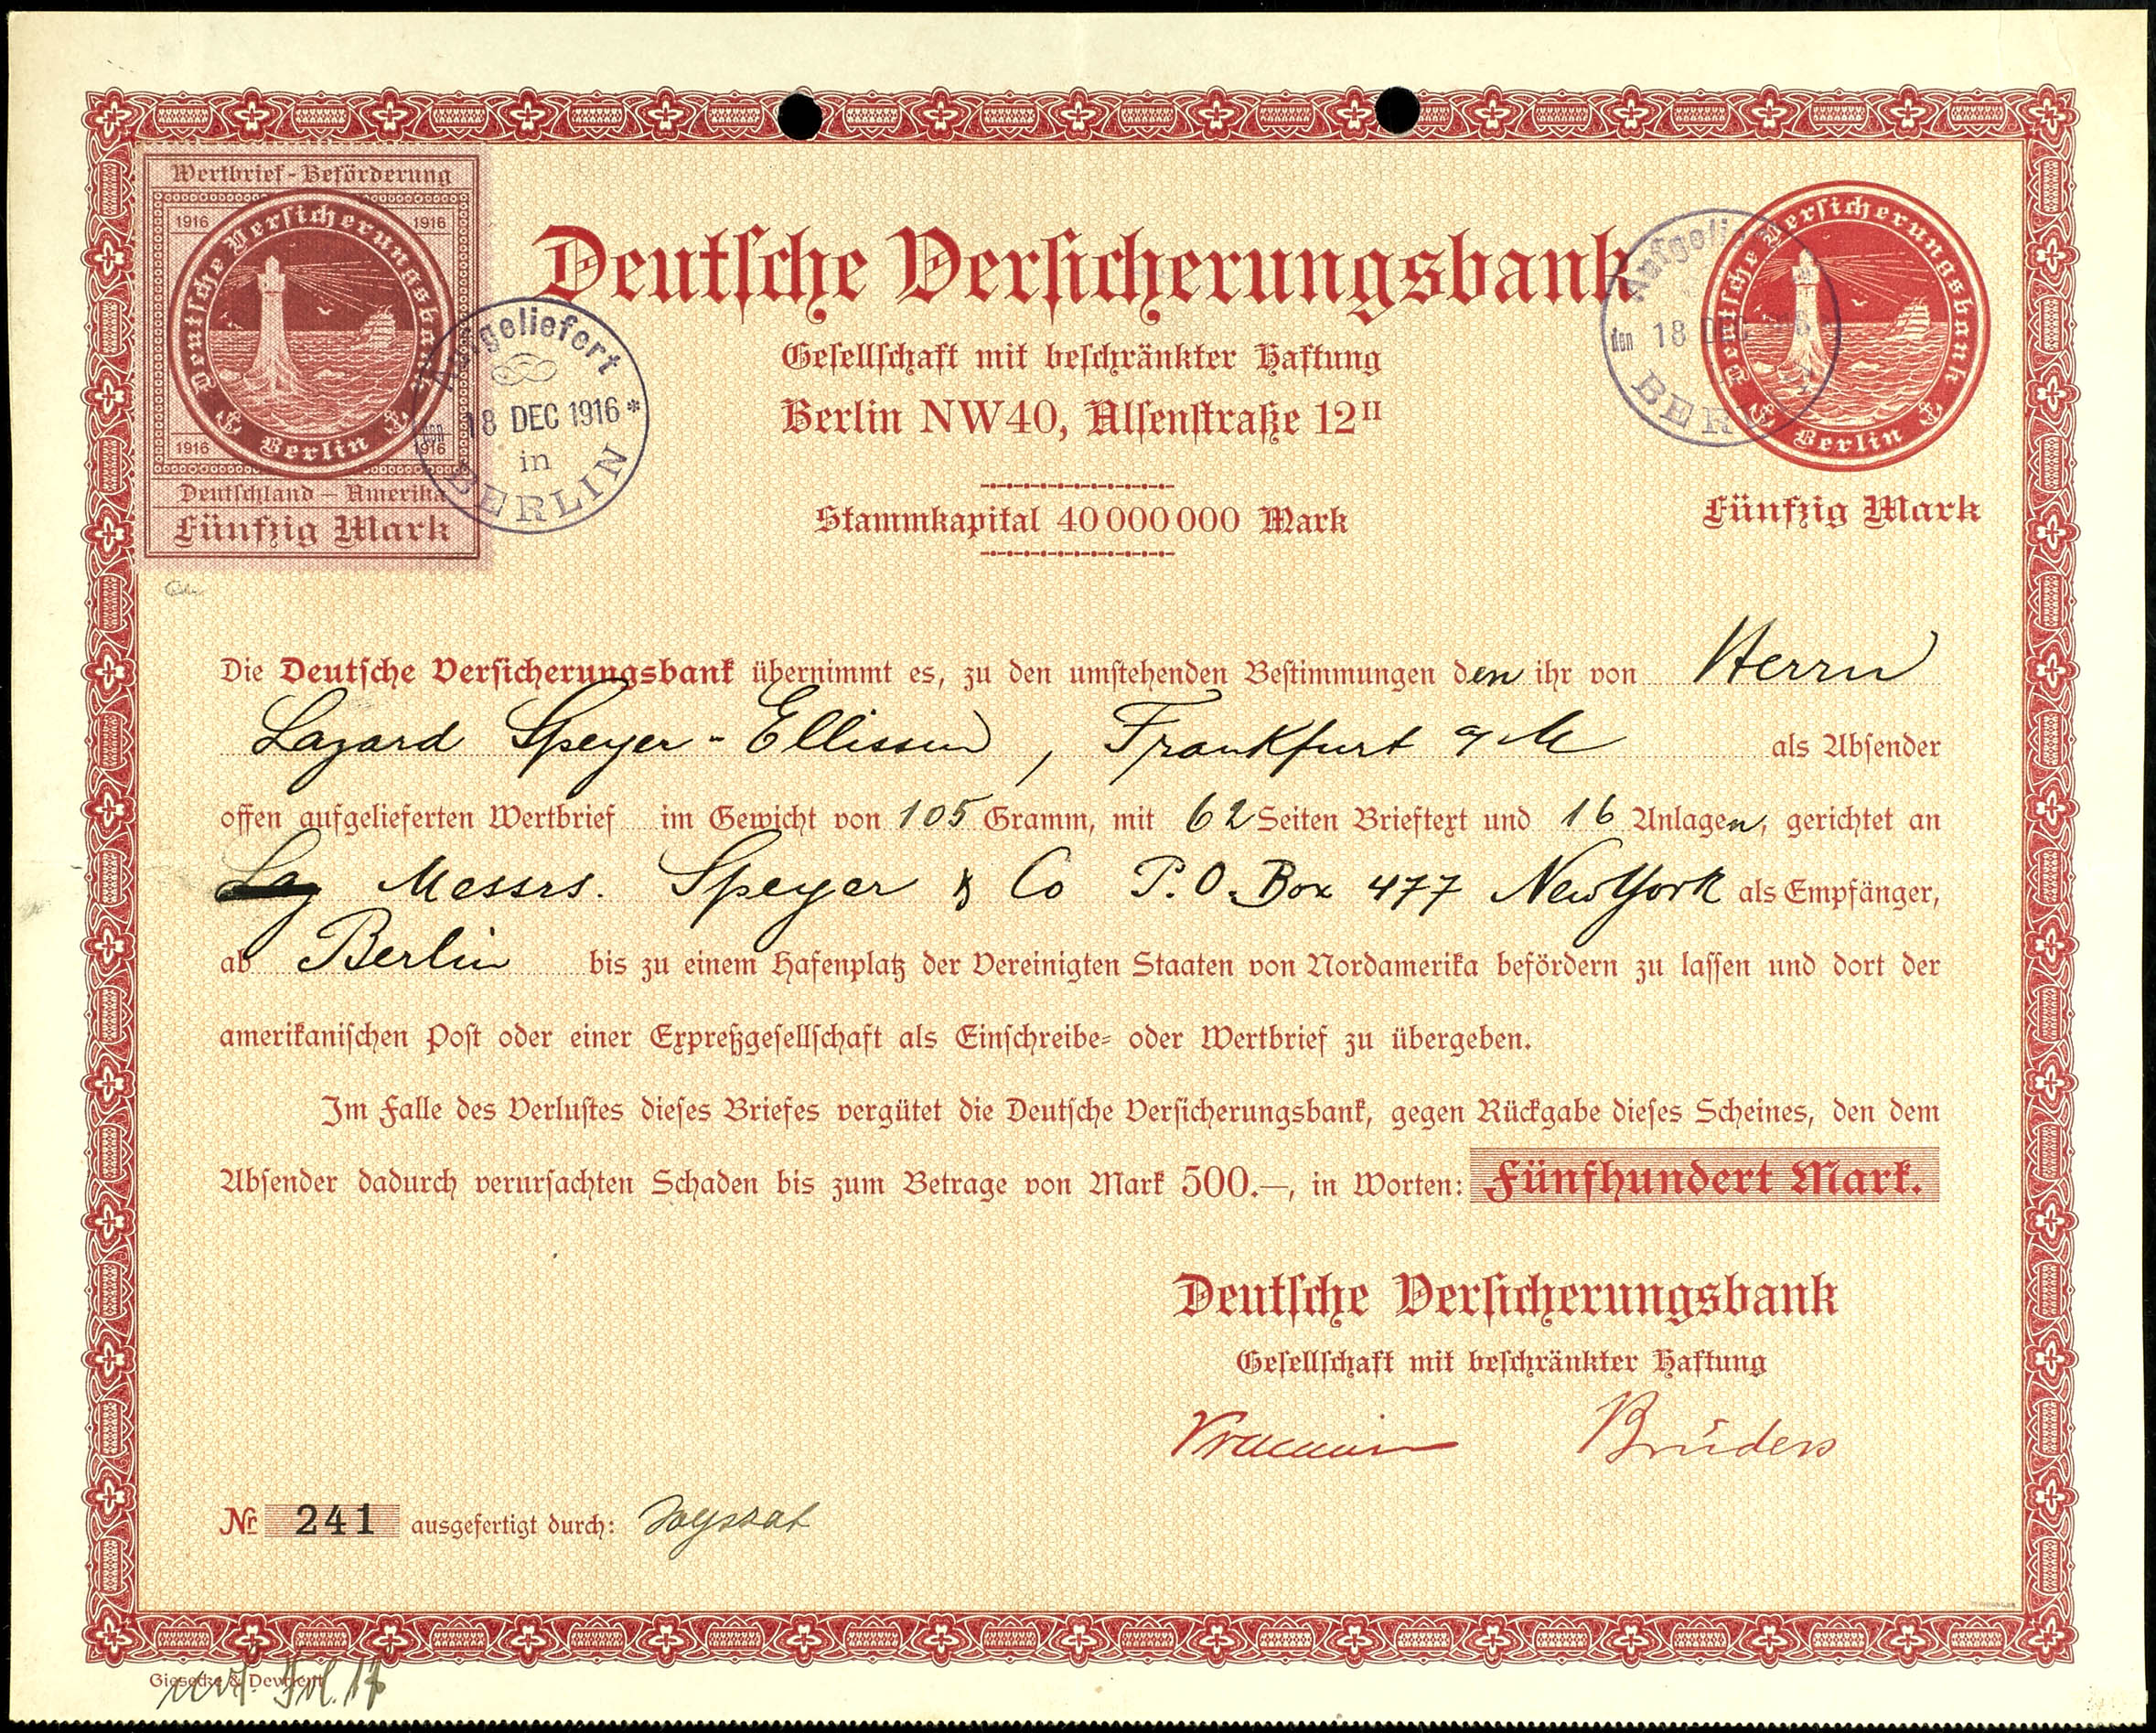 Wertbrief-Beförderung
1916 1916
Deutsche Versicherungsbank
Berlin
1916 1916
Deutschland – Amerika
Fünfzig Mark
Aufgeliefert
den 18 DEC 1916 *
in
BERLIN
Deutsche Versicherungsbank
Gesellschaft mit beschränkter Haftung
Berlin NW40, Alsenstraße 12 II
Stammkapital 40 000 000 Mark
Deutsche Versicherungsbank
Berlin
Aufgeliefert
den 18 DEC 1916
BERLIN
Fünfzig Mark
Die Deutsche Versicherungsbank übernimmt es, zu den umstehenden Bestimmungen den ihr von Herrn
Lazard Speyer-Ellissen, Frankfurt a/M als Absender
offen aufgelieferten Wertbrief im Gewicht von 105 Gramm, mit 62 Seiten Brieftext und 16 Anlagen, gerichtet an
Messrs. Speyer & Co P.O. Box 477 New York als Empfänger,
ab Berlin bis zu einem Hafenplatz der Vereinigten Staaten von Nordamerika befördern zu lassen und dort der
amerikanischen Post oder einer Expreßgesellschaft als Einschreibe- oder Wertbrief zu übergeben.
Im Falle des Verlustes dieses Briefes vergütet die Deutsche Versicherungsbank, gegen Rückgabe dieses Scheines, den dem
Absender dadurch verursachten Schaden bis zum Betrage von Mark 500.—, in Worten: Fünfhundert Mark.
Deutsche Versicherungsbank
Gesellschaft mit beschränkter Haftung
Brüders
Nr 241 ausgefertigt durch:
Giesecke & Devrient